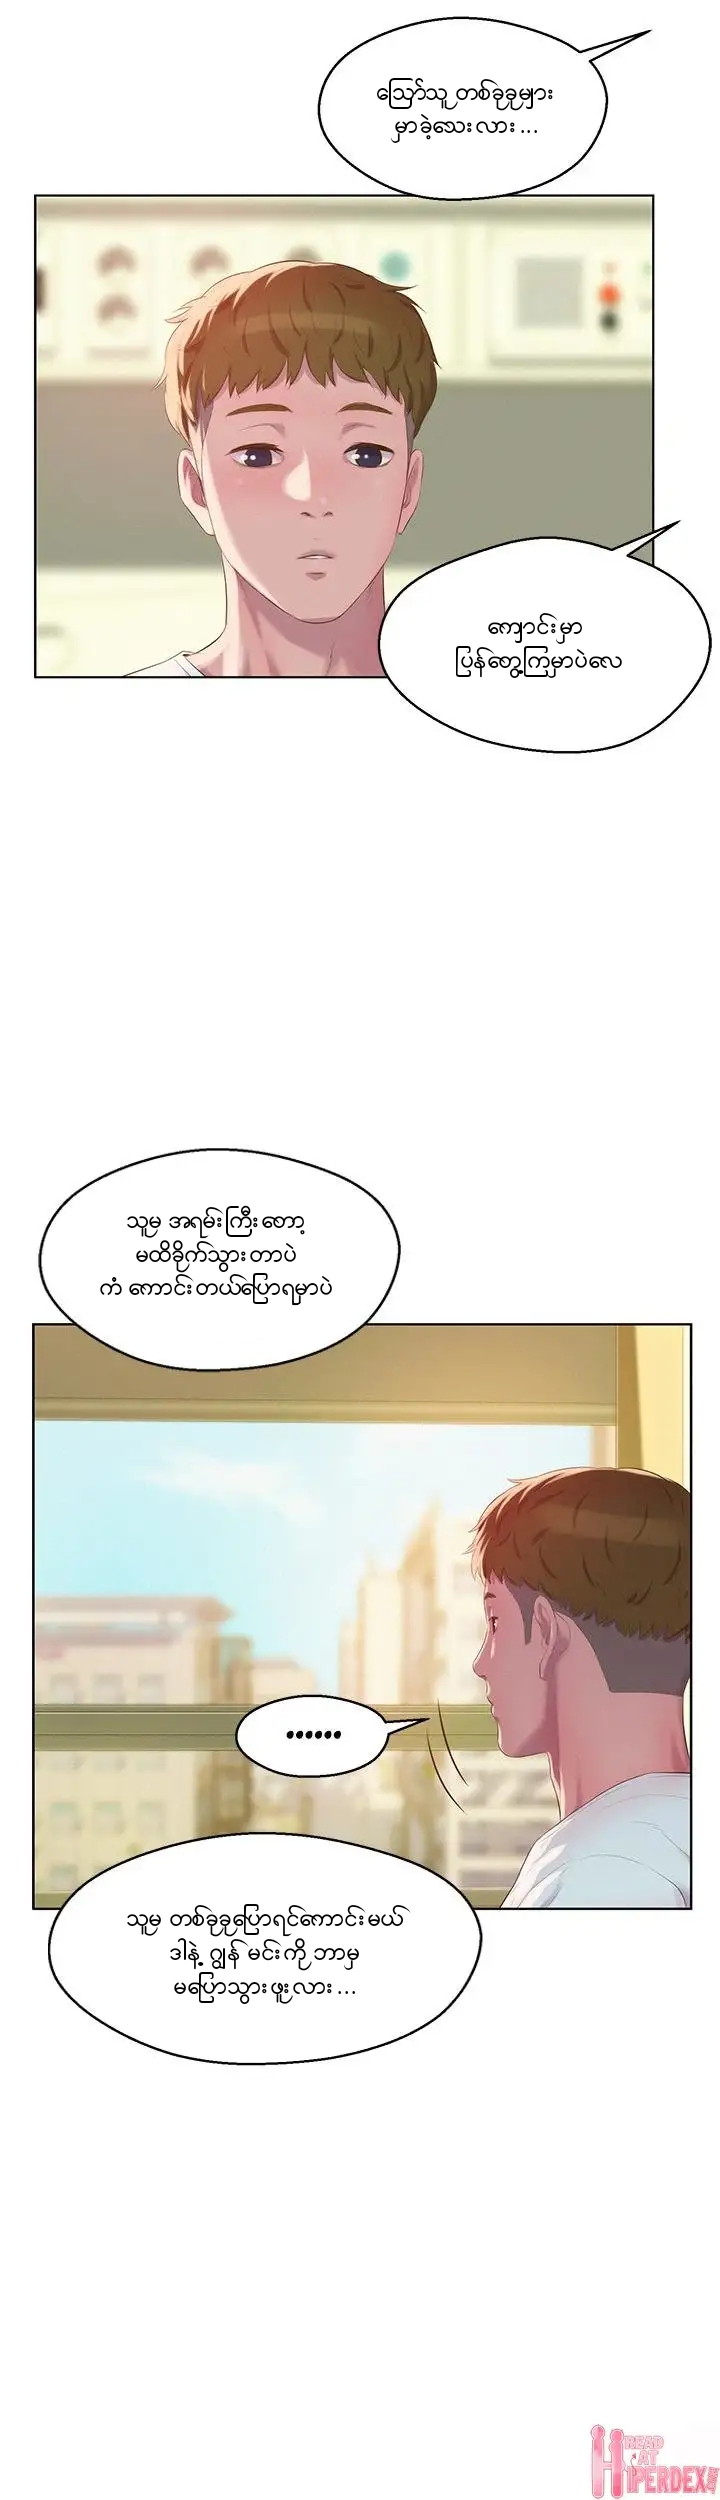 ဪသူ တစ်ခုခုများ
မှာခဲ့သေးလား...
ကျောင်းမှာ
ပြန်တွေ့ကြမှာပဲလေ
သူမ အရမ်းကြီးတော့
မထိခိုက်သွားတာပဲ
ကံကောင်းတယ်ပြောရမှာပဲ
......
သူမ တစ်ခုခုပြောရင်ကောင်းမယ်
ဒါနဲ့ ဂျွန် မင်းကို ဘာမှ
မပြောသွားဖူးလား...
READ
AT
HIPERDEX